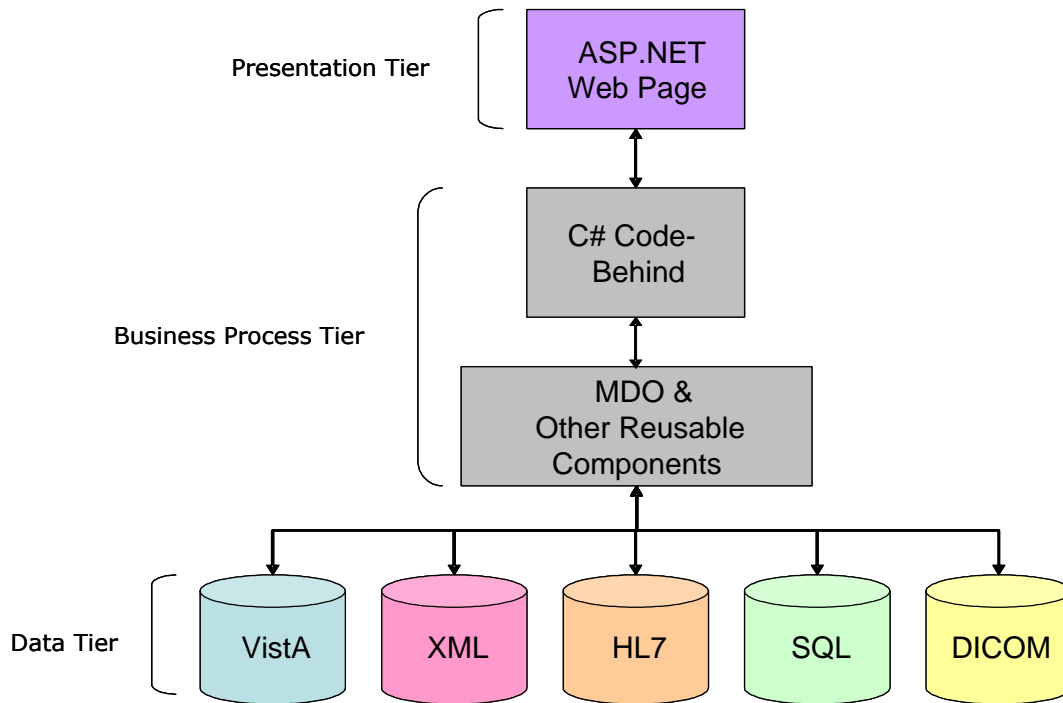 Presentation Tier
ASP.NET
Web Page
C# Code-
Behind
Business Process Tier
MDO &
Other Reusable
Components
Data Tier
VistA
XML
HL7
SQL
DICOM